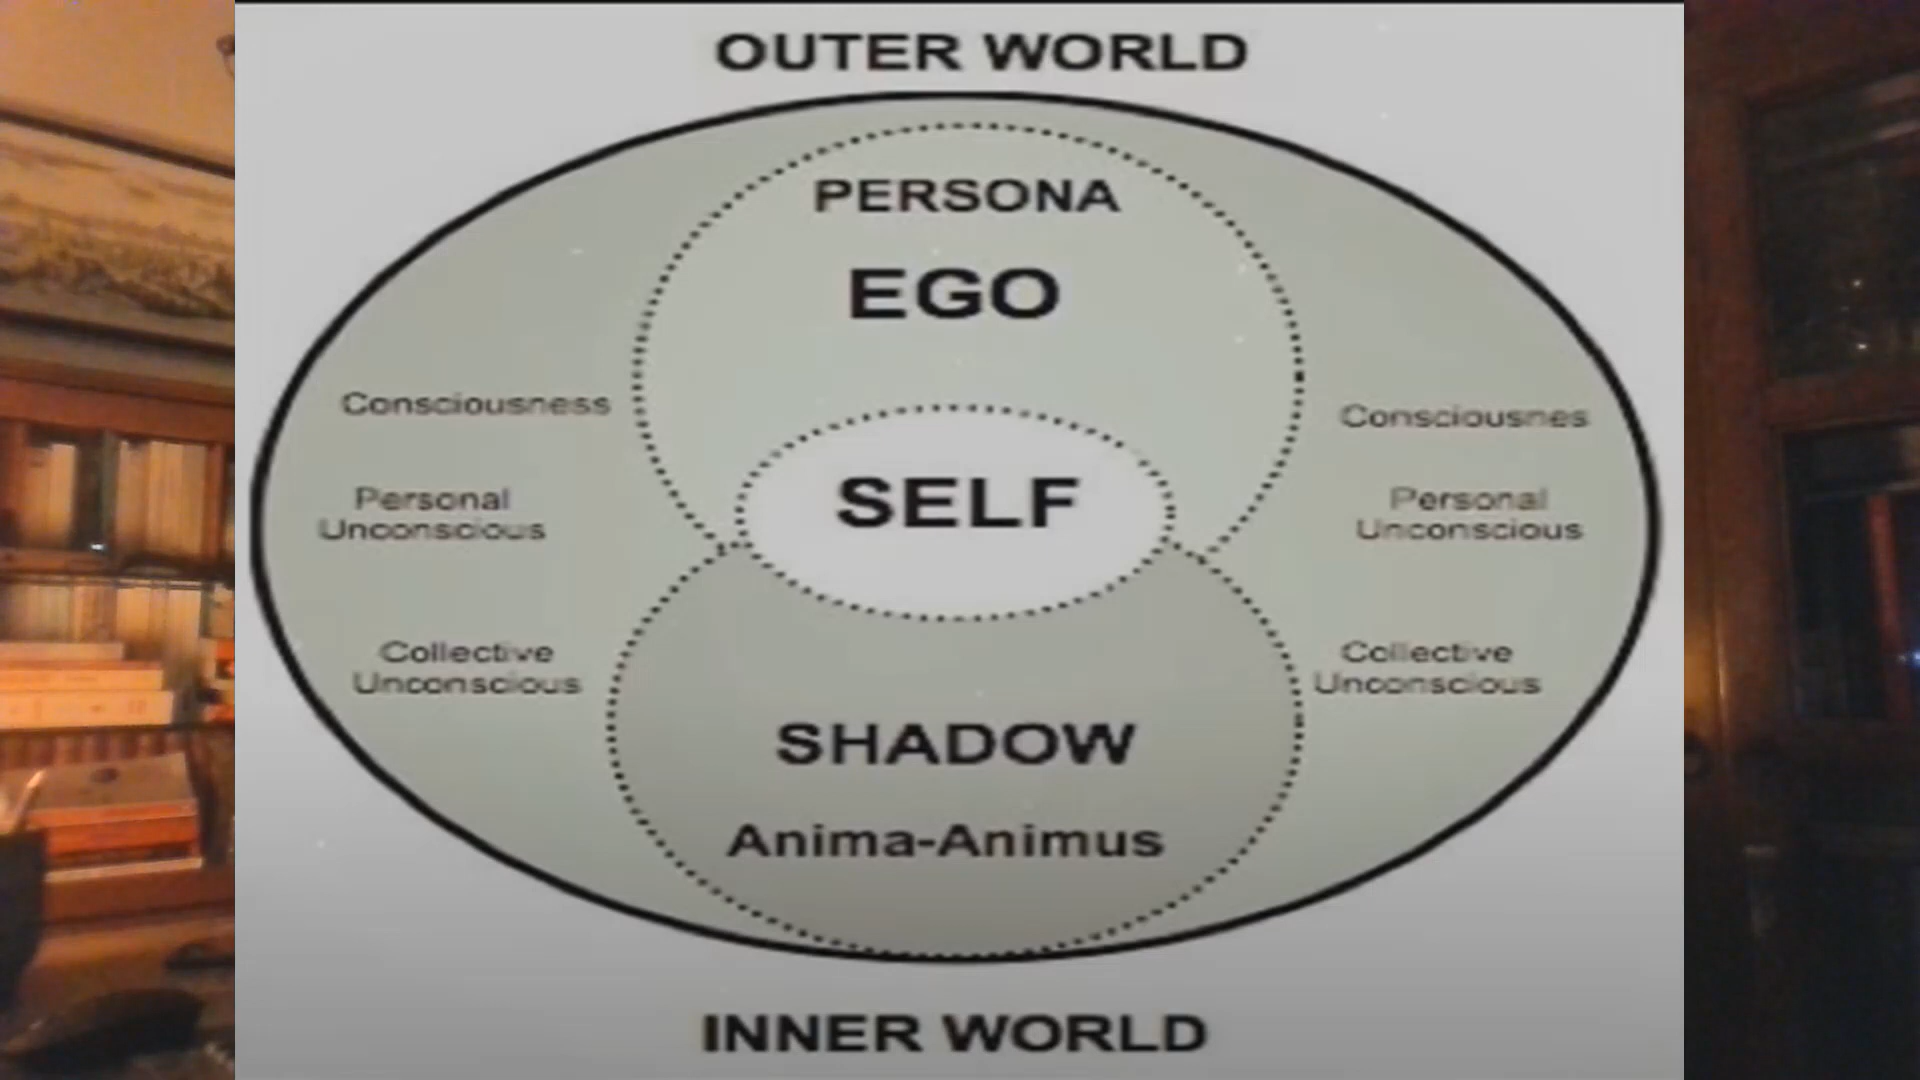 OUTER WORLD
PERSONA
EGO
Consciousness
Consciousnes
Personal
Unconscious
SELF
Personal
Unconscious
Collective
Unconscious
Collective
Unconscious
SHADOW
Anima-Animus
INNER WORLD